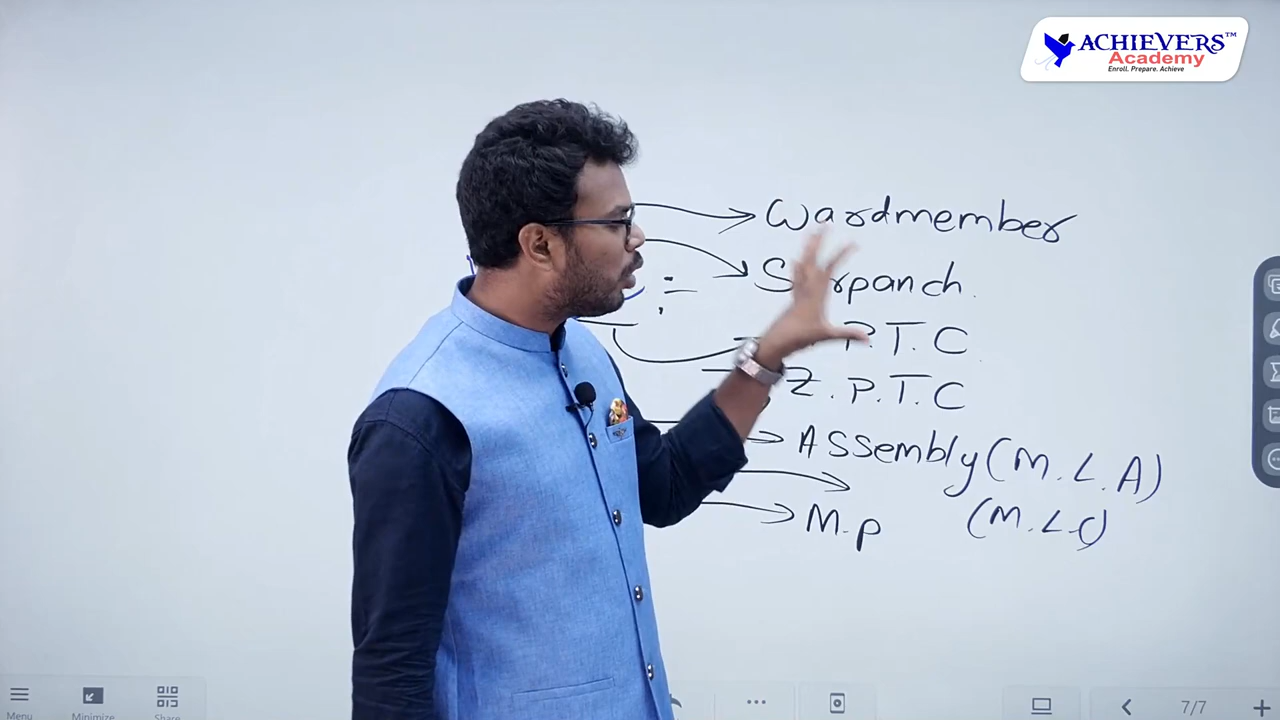 ACHIEVERS™
Academy
Enroll. Prepare. Achieve
Wardmember
:-
P.T.C
Z.P.T.C
Assembly (M.L.A)
M.P (M.L.C)
Menu
Minimize
Share
7/7